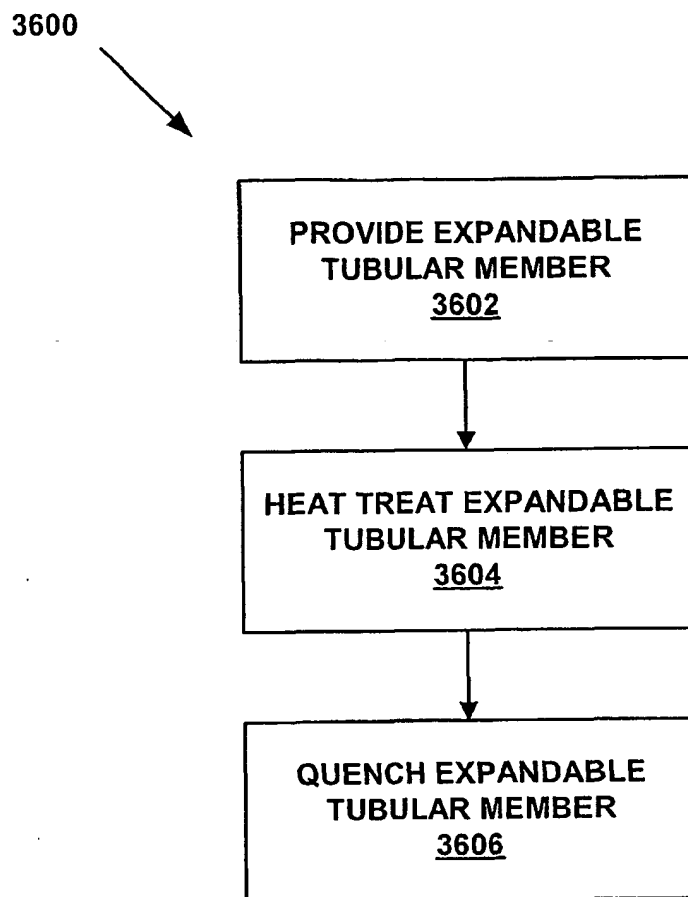 3600
PROVIDE EXPANDABLE
TUBULAR MEMBER
3602
HEAT TREAT EXPANDABLE
TUBULAR MEMBER
3604
QUENCH EXPANDABLE
TUBULAR MEMBER
3606